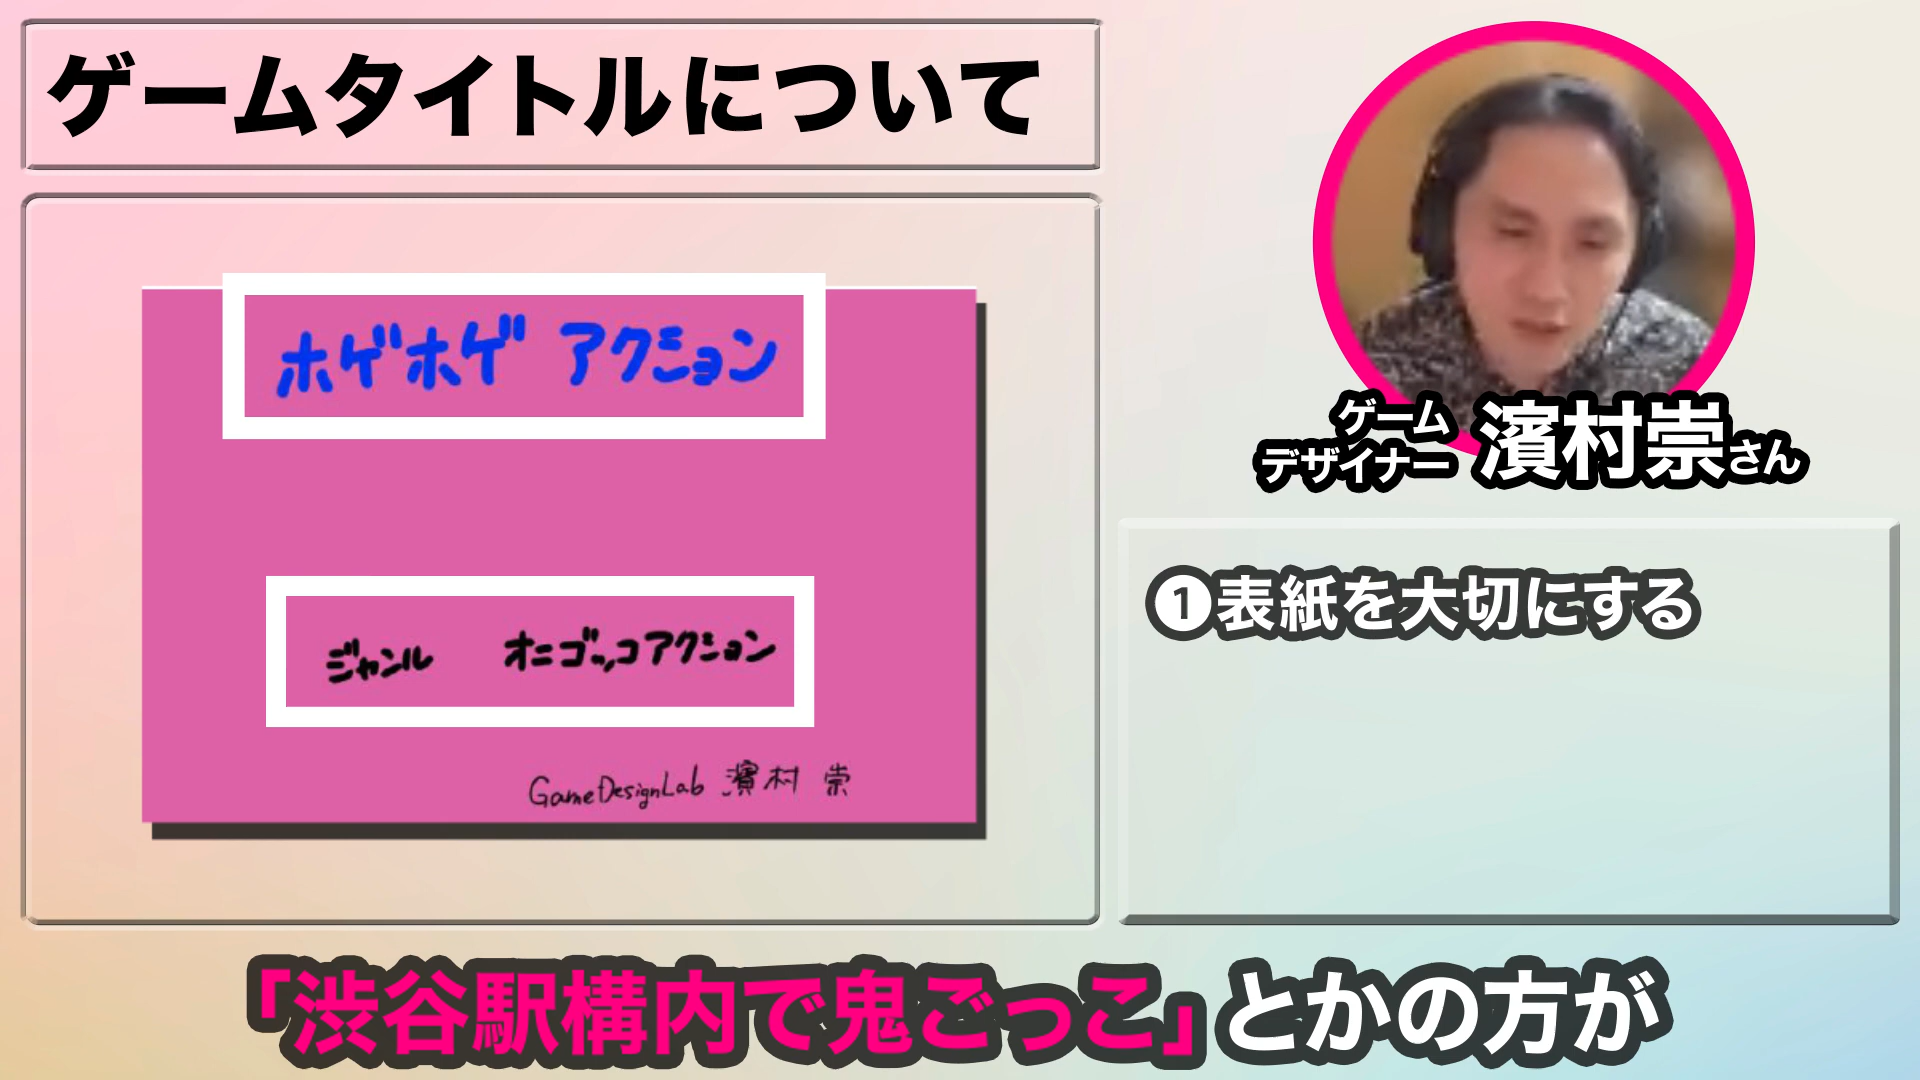 ゲームタイトルについて
ホゲホゲ アクション
ジャンル オニゴッコアクション
GameDesignLab 濱村 崇
ゲーム
デザイナー 濱村崇さん
❶表紙を大切にする
「渋谷駅構内で鬼ごっこ」とかの方が